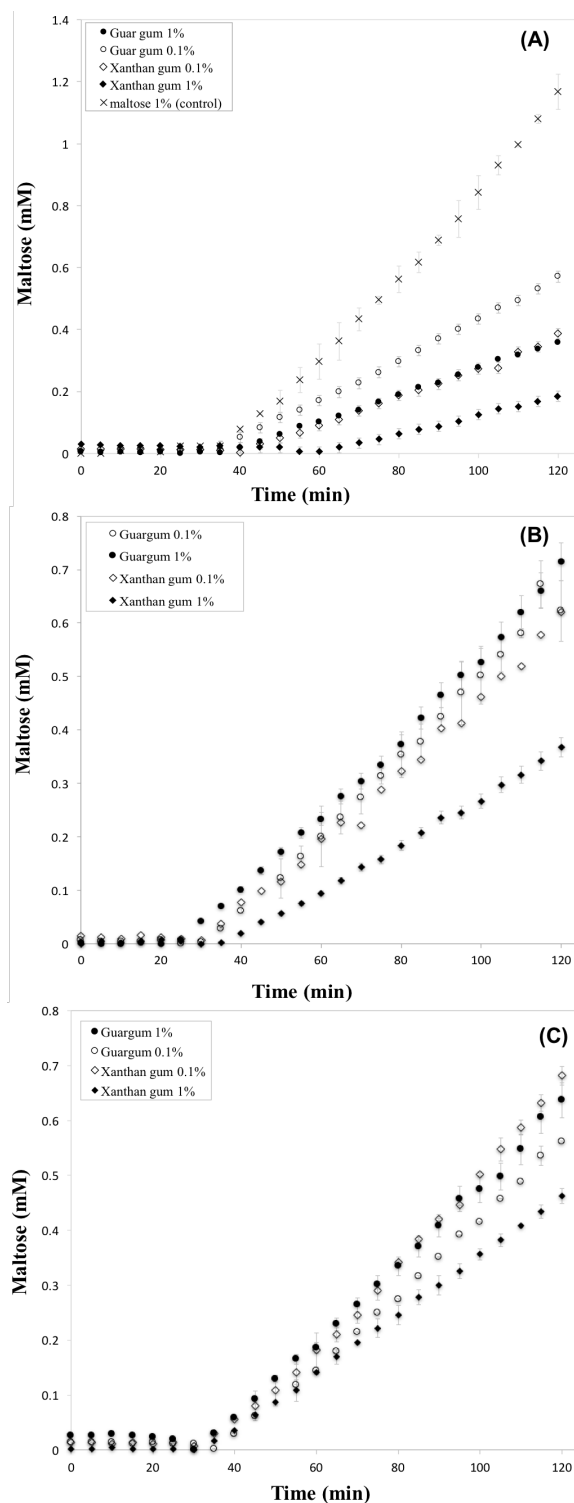 (A)
Guar gum 1%
Guar gum 0.1%
Xanthan gum 0.1%
Xanthan gum 1%
maltose 1% (control)
Maltose (mM)
1.4
1.2
1
0.8
0.6
0.4
0.2
0
0 20 40 60 80 100 120
Time (min)
(B)
Guargum 0.1%
Guargum 1%
Xanthan gum 0.1%
Xanthan gum 1%
Maltose (mM)
0.8
0.7
0.6
0.5
0.4
0.3
0.2
0.1
0
0 20 40 60 80 100 120
Time (min)
(C)
Guargum 1%
Guargum 0.1%
Xanthan gum 0.1%
Xanthan gum 1%
Maltose (mM)
0.8
0.7
0.6
0.5
0.4
0.3
0.2
0.1
0
0 20 40 60 80 100 120
Time (min)